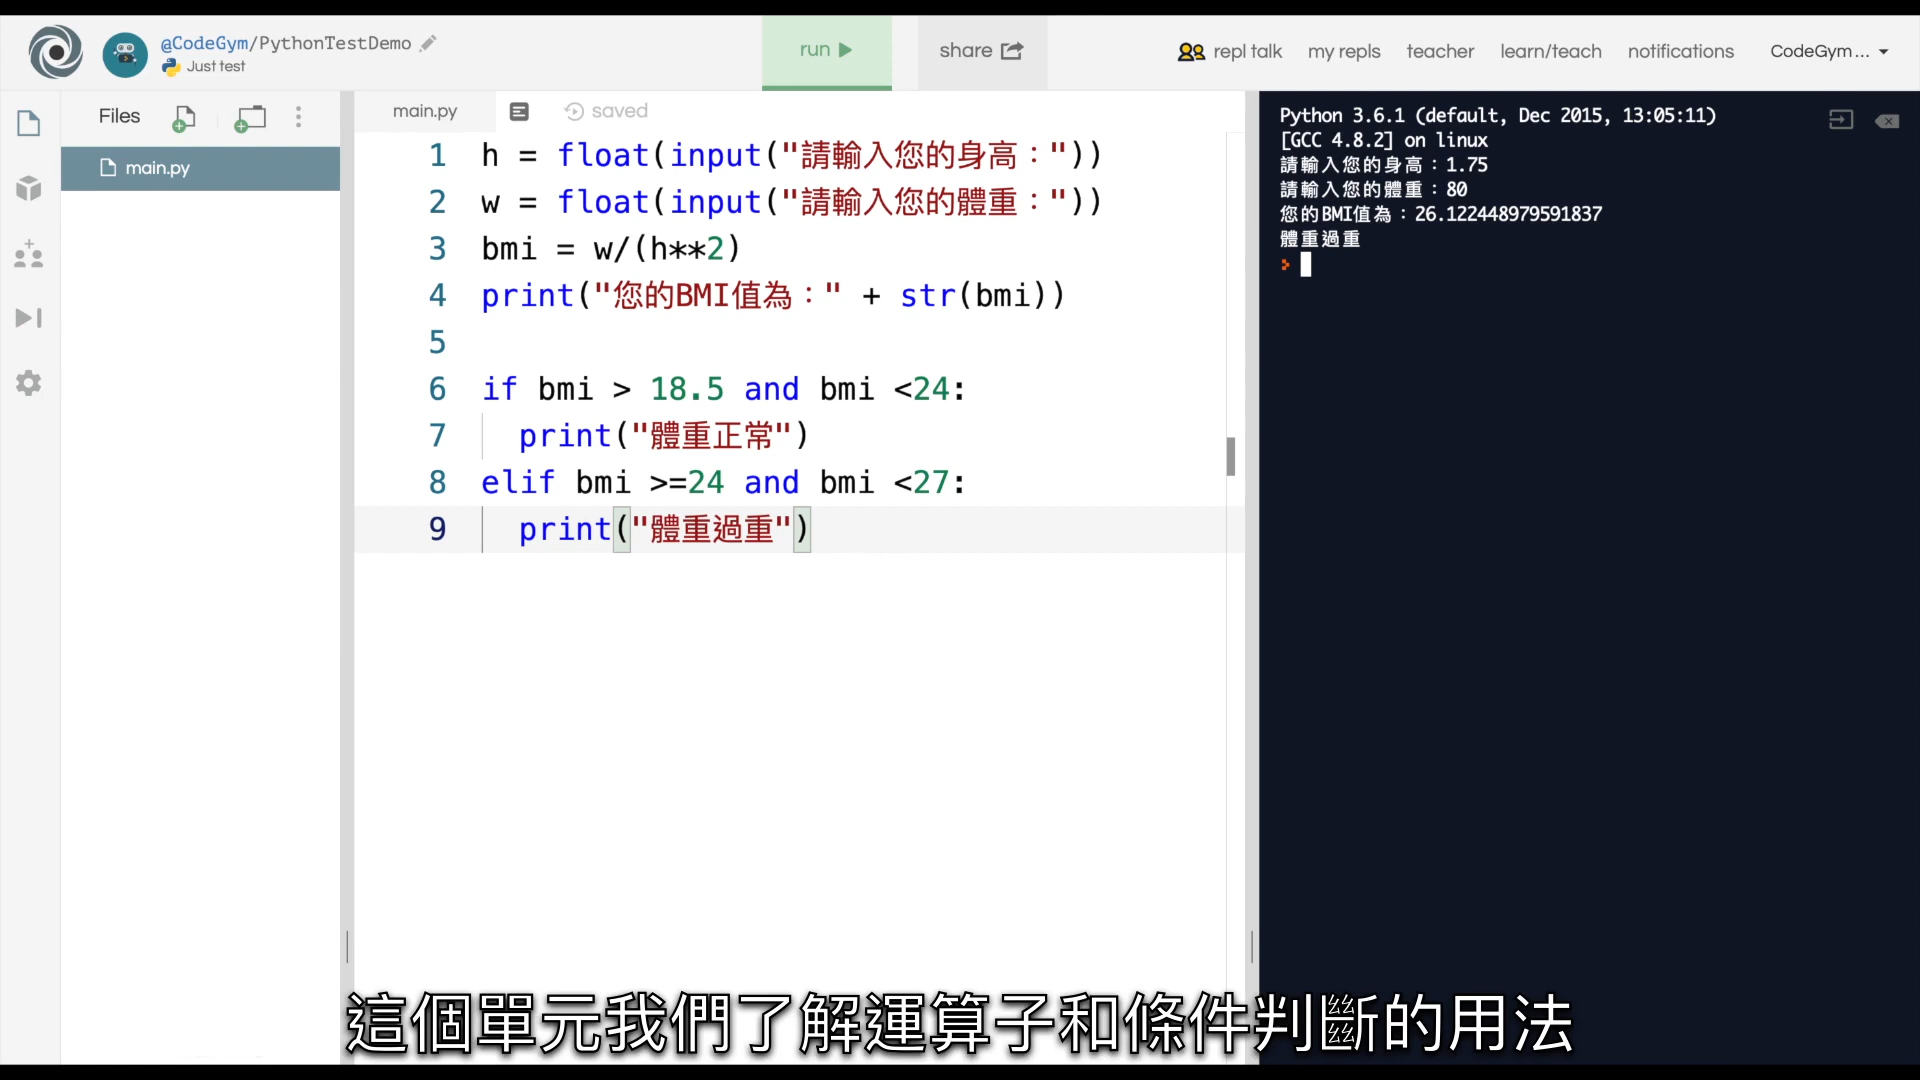 @CodeGym/PythonTestDemo
Just test
run
share
repl talk
my repls
teacher
learn/teach
notifications
CodeGym...
Files
main.py
main.py
saved
1 h = float(input("請輸入您的身高："))
2 w = float(input("請輸入您的體重："))
3 bmi = w/(h**2)
4 print("您的BMI值為：" + str(bmi))
5
6 if bmi > 18.5 and bmi <24:
7 print("體重正常")
8 elif bmi >=24 and bmi <27:
9 print("體重過重")
Python 3.6.1 (default, Dec 2015, 13:05:11)
[GCC 4.8.2] on linux
請輸入您的身高：1.75
請輸入您的體重：80
您的BMI值為：26.122448979591837
體重過重
>
這個單元我們了解運算子和條件判斷的用法